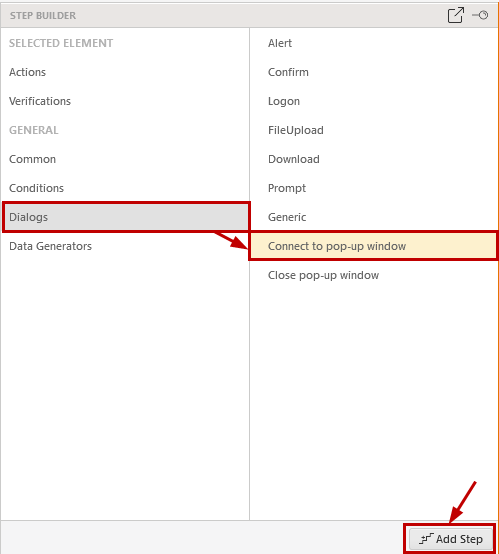 STEP BUILDER
SELECTED ELEMENT
Actions
Verifications
GENERAL
Common
Conditions
Dialogs
Data Generators
Alert
Confirm
Logon
FileUpload
Download
Prompt
Generic
Connect to pop-up window
Close pop-up window
Add Step